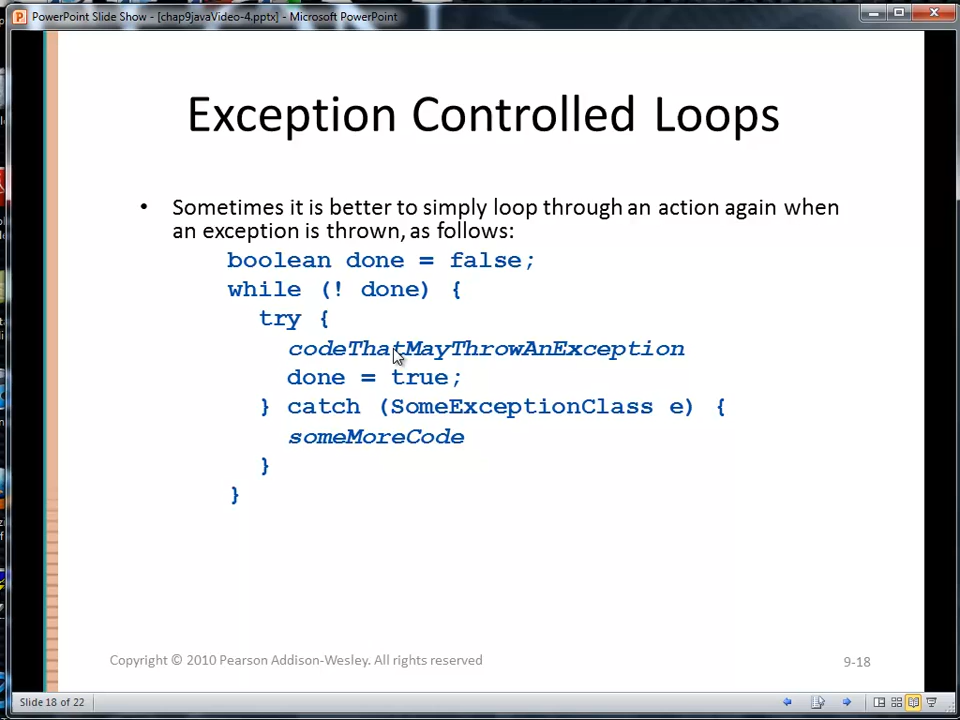 PowerPoint Slide Show - [chap9javaVideo-4.pptx] - Microsoft PowerPoint
Exception Controlled Loops
• Sometimes it is better to simply loop through an action again when
an exception is thrown, as follows:
boolean done = false;
while (! done) {
try {
codeThatMayThrowAnException
done = true;
} catch (SomeExceptionClass e) {
someMoreCode
}
}
Copyright © 2010 Pearson Addison-Wesley. All rights reserved
9-18
Slide 18 of 22